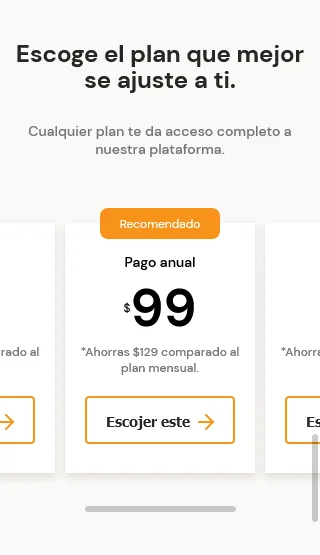 Escoge el plan que mejor
se ajuste a ti.
Cualquier plan te da acceso completo a
nuestra plataforma.
Recomendado
Pago anual
$99
rado al
*Ahorras $129 comparado al
plan mensual.
*Ahorra
Escojer este
Es